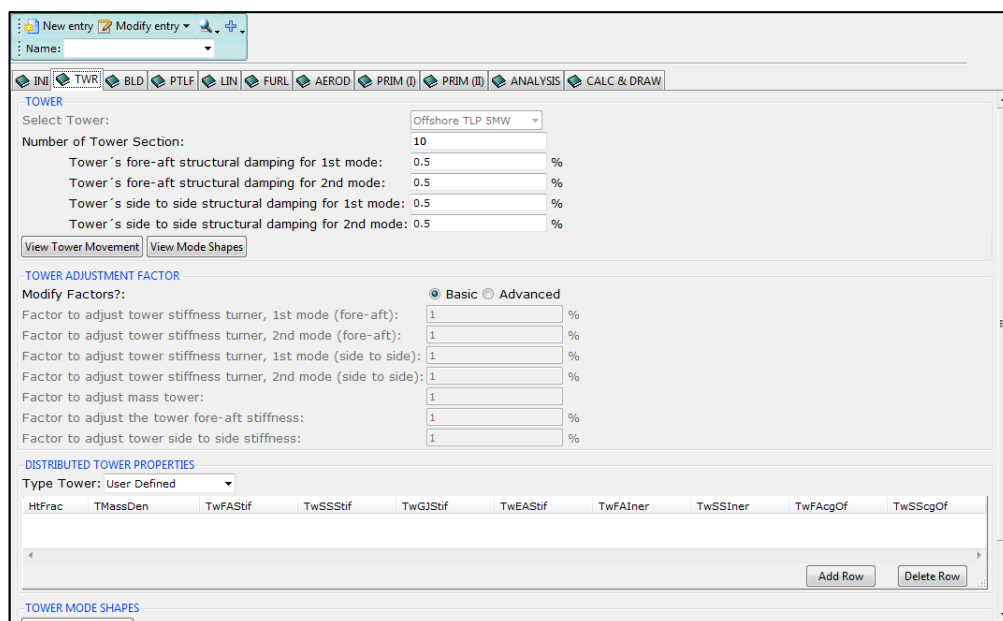 New entry Modify entry
Name:
INI TWR BLD PTLF LIN FURL AEROD PRIM (I) PRIM (II) ANALYSIS CALC & DRAW
TOWER
Select Tower: Offshore TLP 5MW
Number of Tower Section: 10
Tower´s fore-aft structural damping for 1st mode: 0.5 %
Tower´s fore-aft structural damping for 2nd mode: 0.5 %
Tower´s side to side structural damping for 1st mode: 0.5 %
Tower´s side to side structural damping for 2nd mode: 0.5 %
View Tower Movement View Mode Shapes
TOWER ADJUSTMENT FACTOR
Modify Factors?: Basic Advanced
Factor to adjust tower stiffness turner, 1st mode (fore-aft): 1 %
Factor to adjust tower stiffness turner, 2nd mode (fore-aft): 1 %
Factor to adjust tower stiffness turner, 1st mode (side to side): 1 %
Factor to adjust tower stiffness turner, 2nd mode (side to side): 1 %
Factor to adjust mass tower: 1
Factor to adjust the tower fore-aft stiffness: 1 %
Factor to adjust tower side to side stiffness: 1 %
DISTRIBUTED TOWER PROPERTIES
Type Tower: User Defined
HtFrac TMassDen TwFAStif TwSSStif TwGJStif TwEAStif TwFAIner TwSSIner TwFAcgOf TwSScgOf
Add Row Delete Row
TOWER MODE SHAPES